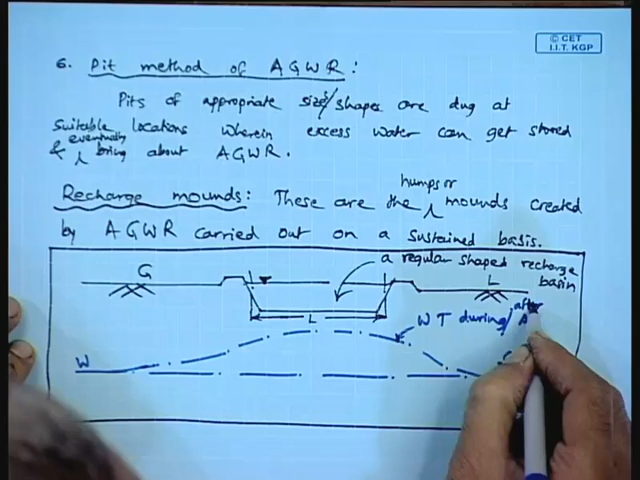 © CET
I.I.T. KGP
6. Pit method of AGWR:
Pits of appropriate sizes/shapes are dug at
suitable locations wherein excess water can get stored
& eventually bring about AGWR.
Recharge mounds: These are the humps or mounds created
by AGWR carried out on a sustained basis.
a regular shaped recharge
basin
G
L
L
WT during/after
A
W